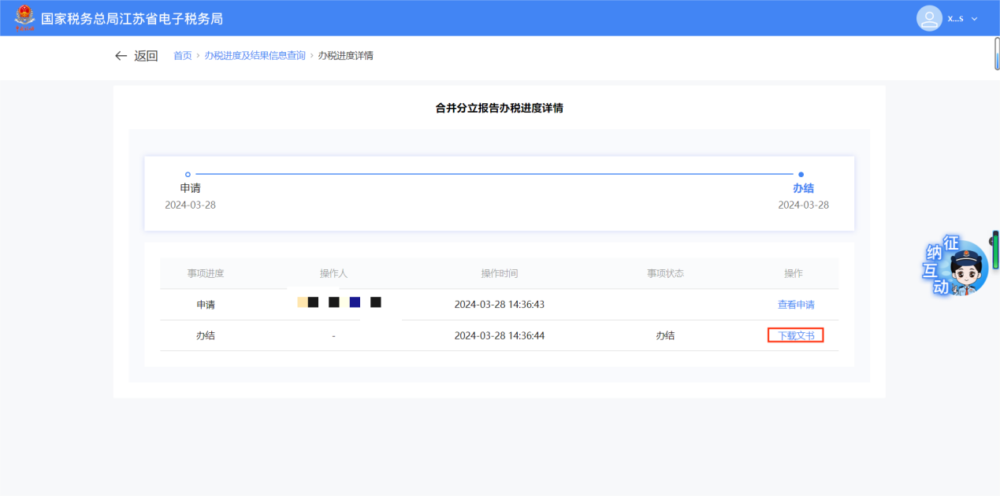 国家税务总局江苏省电子税务局
x...s
返回 首页 › 办税进度及结果信息查询 › 办税进度详情
合并分立报告办税进度详情
申请 办结
2024-03-28 2024-03-28
事项进度 操作人 操作时间 事项状态 操作
申请 2024-03-28 14:36:43 查看申请
办结 - 2024-03-28 14:36:44 办结 下载文书
征
纳
互
动